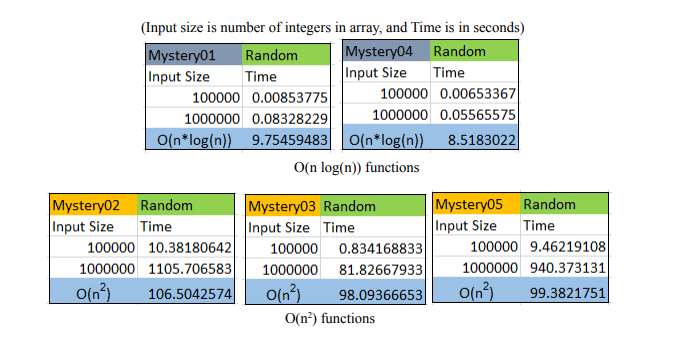 (Input size is number of integers in array, and Time is in seconds)
Mystery01 Random Mystery04 Random
Input Size Time Input Size Time
100000 0.00853775 100000 0.00653367
1000000 0.08328229 1000000 0.05565575
O(n*log(n)) 9.75459483 O(n*log(n)) 8.5183022
O(n log(n)) functions
Mystery02 Random Mystery03 Random Mystery05 Random
Input Size Time Input Size Time Input Size Time
100000 10.38180642 100000 0.834168833 100000 9.46219108
1000000 1105.706583 1000000 81.82667933 1000000 940.373131
O(n²) 106.5042574 O(n²) 98.09366653 O(n²) 99.3821751
O(n²) functions